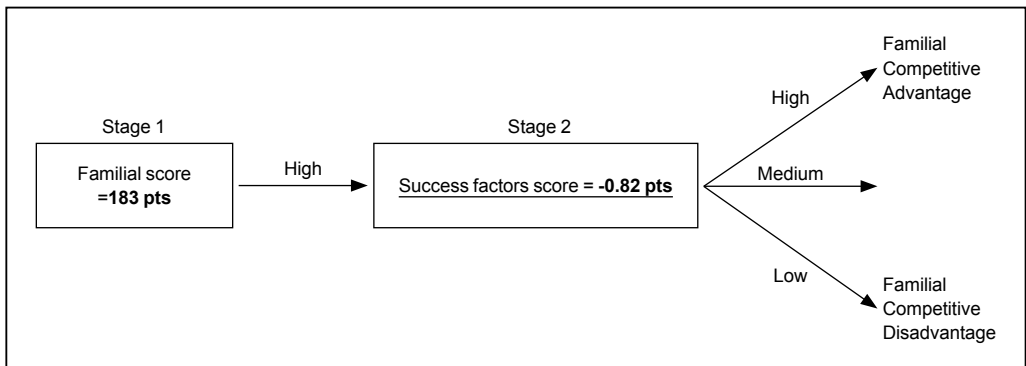 Familial
Competitive
Advantage
High
Stage 1
Stage 2
Familial score
=183 pts
High
Success factors score = -0.82 pts
Medium
Low
Familial
Competitive
Disadvantage